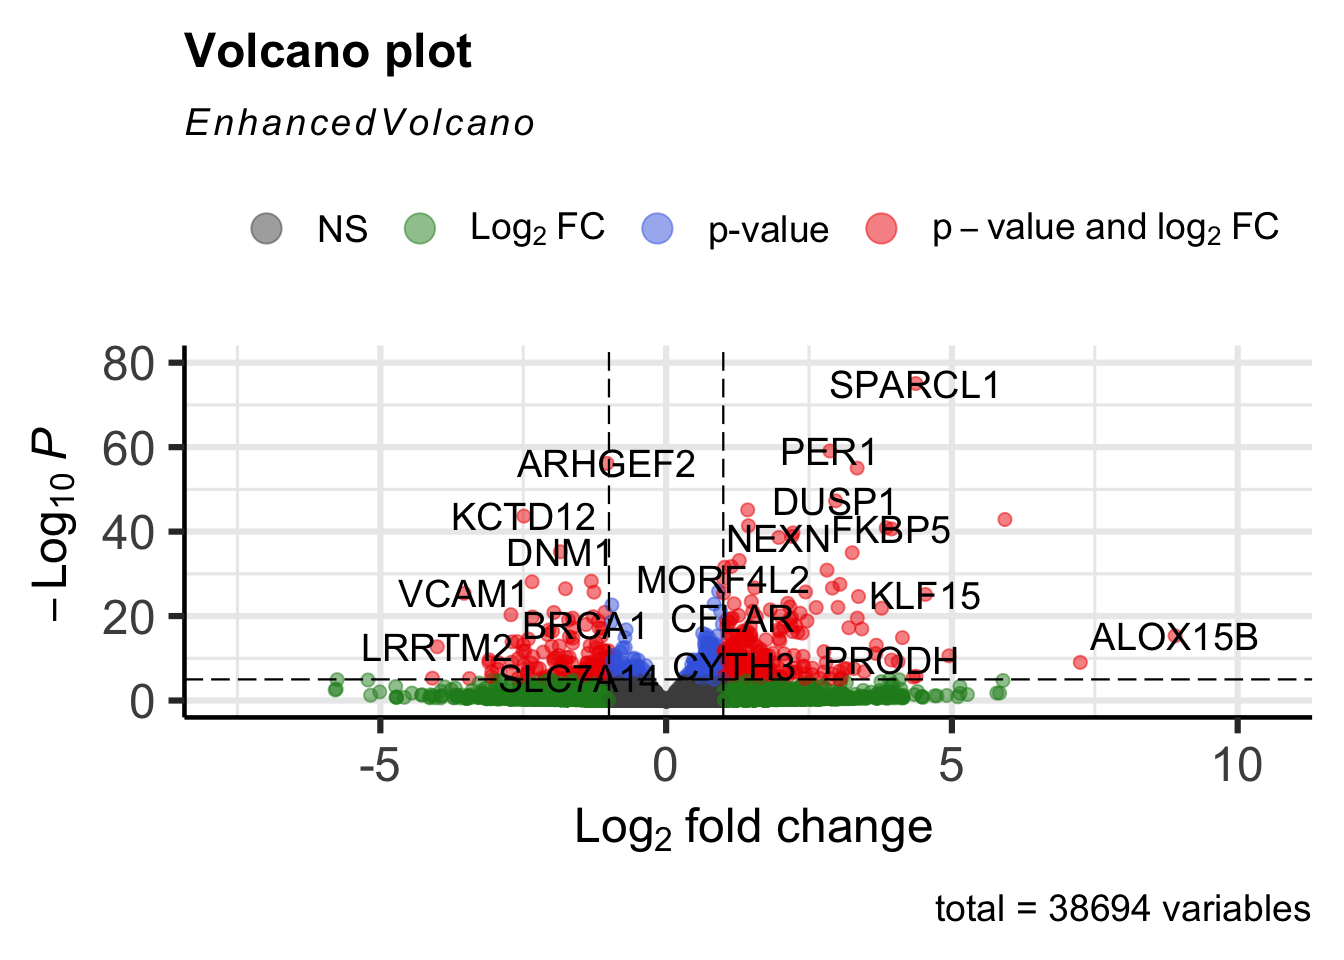 Volcano plot
EnhancedVolcano
NS Log₂ FC p-value p – value and log₂ FC
80
60
40
20
0
−Log₁₀ P
SPARCL1
PER1
ARHGEF2
DUSP1
KCTD12
FKBP5
NEXN
DNM1
MORF4L2
VCAM1
KLF15
CFLAR
BRCA1
ALOX15B
LRRTM2
PRODH
CYTH3
SLC7A14
-5 0 5 10
Log₂ fold change
total = 38694 variables